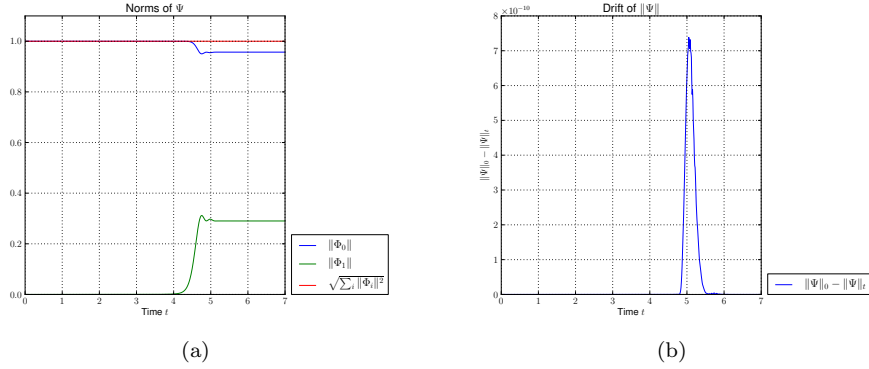 Norms of Ψ
1.0
0.8
0.6
0.4
0.2
0.0
0 1 2 3 4 5 6 7
Time t
‖Φ₀‖
‖Φ₁‖
√∑ᵢ ‖Φᵢ‖²
(a)
Drift of ‖Ψ‖
8 ×10⁻¹⁰
7
6
5
4
3
2
1
0
‖Ψ‖₀ − ‖Ψ‖ₜ
0 1 2 3 4 5 6 7
Time t
‖Ψ‖₀ − ‖Ψ‖ₜ
(b)